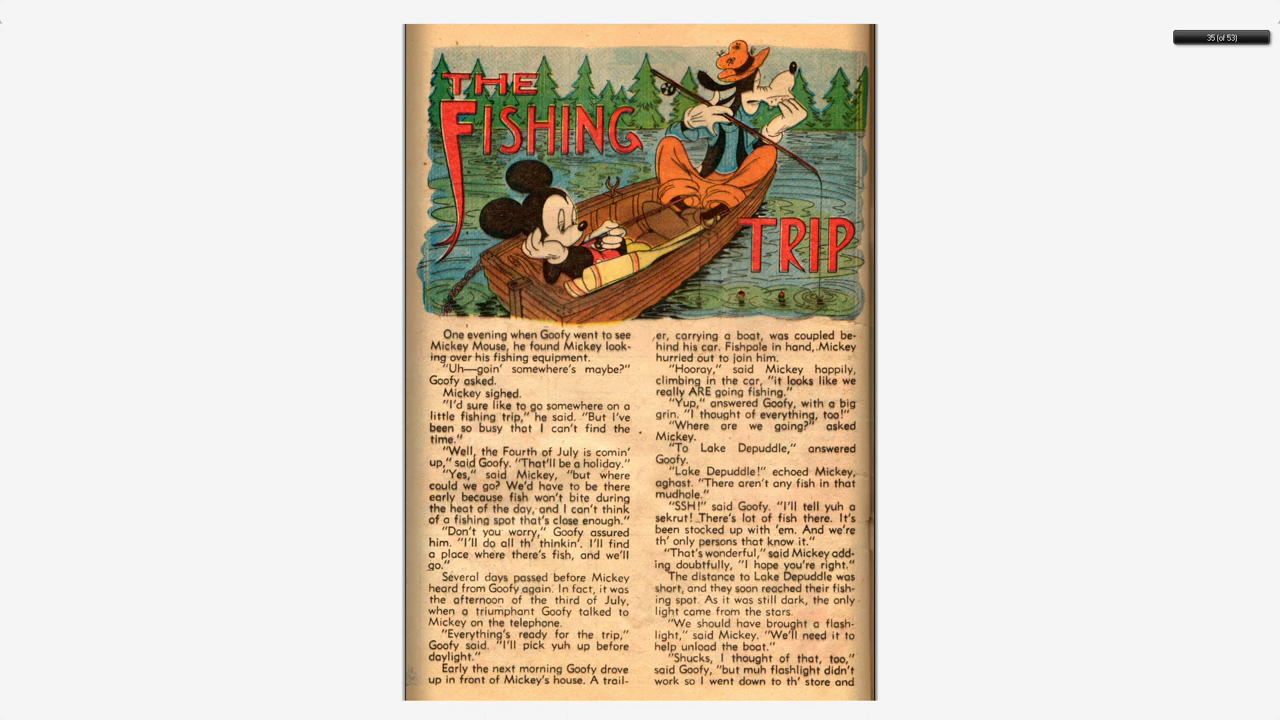 35 (of 53)
THE
FISHING
TRIP
One evening when Goofy went to see
Mickey Mouse, he found Mickey look-
ing over his fishing equipment.
"Uh—goin' somewhere's maybe?"
Goofy asked.
Mickey sighed.
"I'd sure like to go somewhere on a
little fishing trip," he said. "But I've
been so busy that I can't find the
time."
"Well, the Fourth of July is comin'
up," said Goofy. "That'll be a holiday."
"Yes," said Mickey, "but where
could we go? We'd have to be there
early because fish won't bite during
the heat of the day, and I can't think
of a fishing spot that's close enough."
"Don't you worry," Goofy assured
him. "I'll do all th' thinkin'. I'll find
a place where there's fish, and we'll
go."
Several days passed before Mickey
heard from Goofy again. In fact, it was
the afternoon of the third of July,
when a triumphant Goofy talked to
Mickey on the telephone.
"Everything's ready for the trip,"
Goofy said. "I'll pick yuh up before
daylight."
Early the next morning Goofy drove
up in front of Mickey's house. A trail-
er, carrying a boat, was coupled be-
hind his car. Fishpole in hand, Mickey
hurried out to join him.
"Hooray," said Mickey happily,
climbing in the car, "it looks like we
really ARE going fishing."
"Yup," answered Goofy, with a big
grin. "I thought of everything, too!"
"Where are we going?" asked
Mickey.
"To Lake Depuddle," answered
Goofy.
"Lake Depuddle!" echoed Mickey,
aghast. "There aren't any fish in that
mudhole."
"SSH!" said Goofy. "I'll tell yuh a
sekrut! There's lot of fish there. It's
been stocked up with 'em. And we're
th' only persons that know it."
"That's wonderful," said Mickey add-
ing doubtfully, "I hope you're right."
The distance to Lake Depuddle was
short, and they soon reached their fish-
ing spot. As it was still dark, the only
light came from the stars.
"We should have brought a flash-
light," said Mickey. "We'll need it to
help unload the boat."
"Shucks, I thought of that, too,"
said Goofy, "but muh flashlight didn't
work so I went down to th' store and